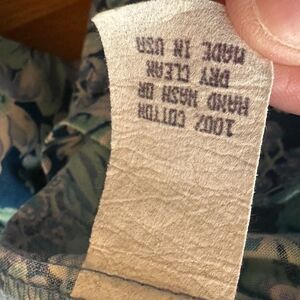 100% COTTON
HAND WASH OR
DRY CLEAN
MADE IN USA